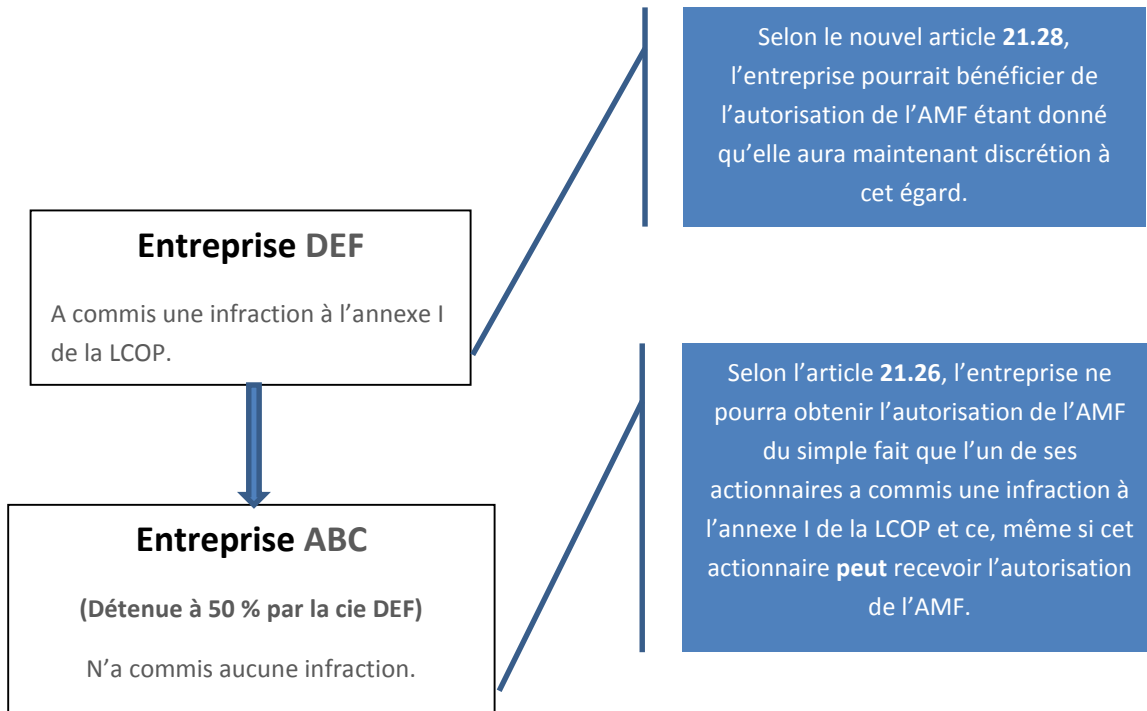 Selon le nouvel article 21.28,
l’entreprise pourrait bénéficier de
l’autorisation de l’AMF étant donné
qu’elle aura maintenant discrétion à
cet égard.
Entreprise DEF
A commis une infraction à l’annexe I
de la LCOP.
Selon l’article 21.26, l’entreprise ne
pourra obtenir l’autorisation de l’AMF
du simple fait que l’un de ses
actionnaires a commis une infraction à
l’annexe I de la LCOP et ce, même si cet
actionnaire peut recevoir l’autorisation
de l’AMF.
Entreprise ABC
(Détenue à 50 % par la cie DEF)
N’a commis aucune infraction.